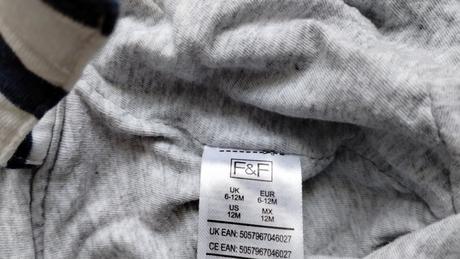 F&F
UK EUR
6-12M 6-12M
US MX
12M 12M
UK EAN: 5057967046027
CE EAN: 5057967046027